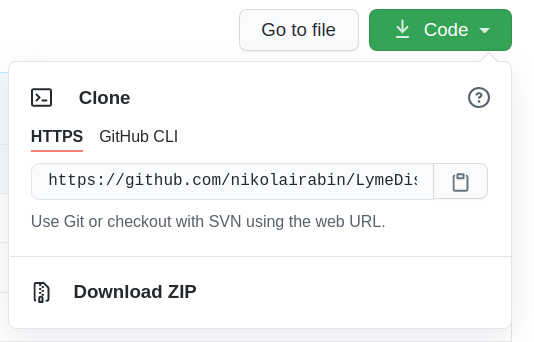 Go to file
Code
Clone
HTTPS GitHub CLI
https://github.com/nikolairabin/LymeDis
Use Git or checkout with SVN using the web URL.
Download ZIP